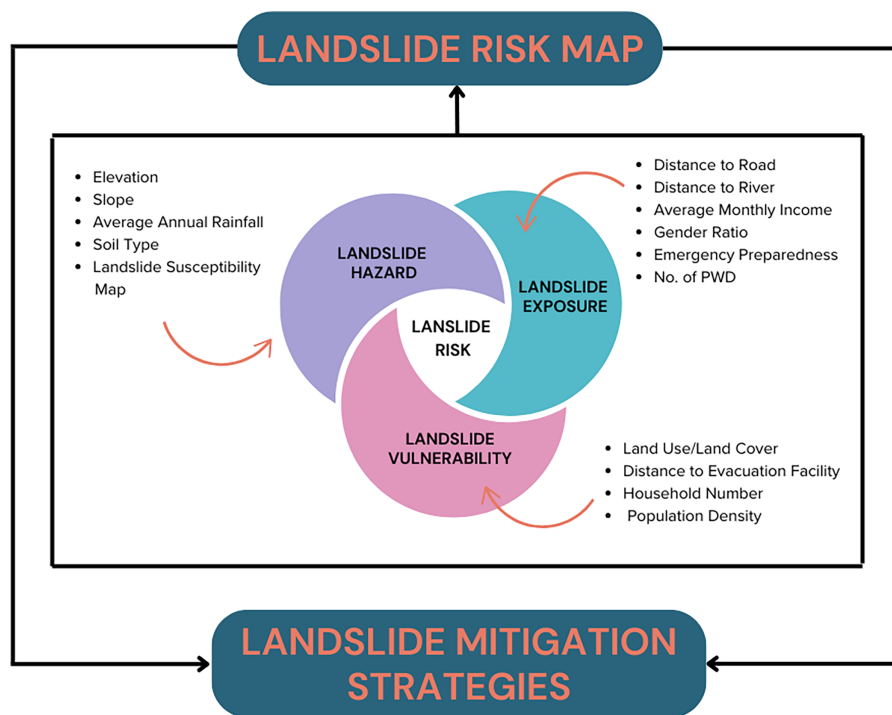 LANDSLIDE RISK MAP
• Elevation
• Slope
• Average Annual Rainfall
• Soil Type
• Landslide Susceptibility
Map
• Distance to Road
• Distance to River
• Average Monthly Income
• Gender Ratio
• Emergency Preparedness
• No. of PWD
LANDSLIDE
HAZARD
LANDSLIDE
EXPOSURE
LANSLIDE
RISK
LANDSLIDE
VULNERABILITY
• Land Use/Land Cover
• Distance to Evacuation Facility
• Household Number
• Population Density
LANDSLIDE MITIGATION
STRATEGIES